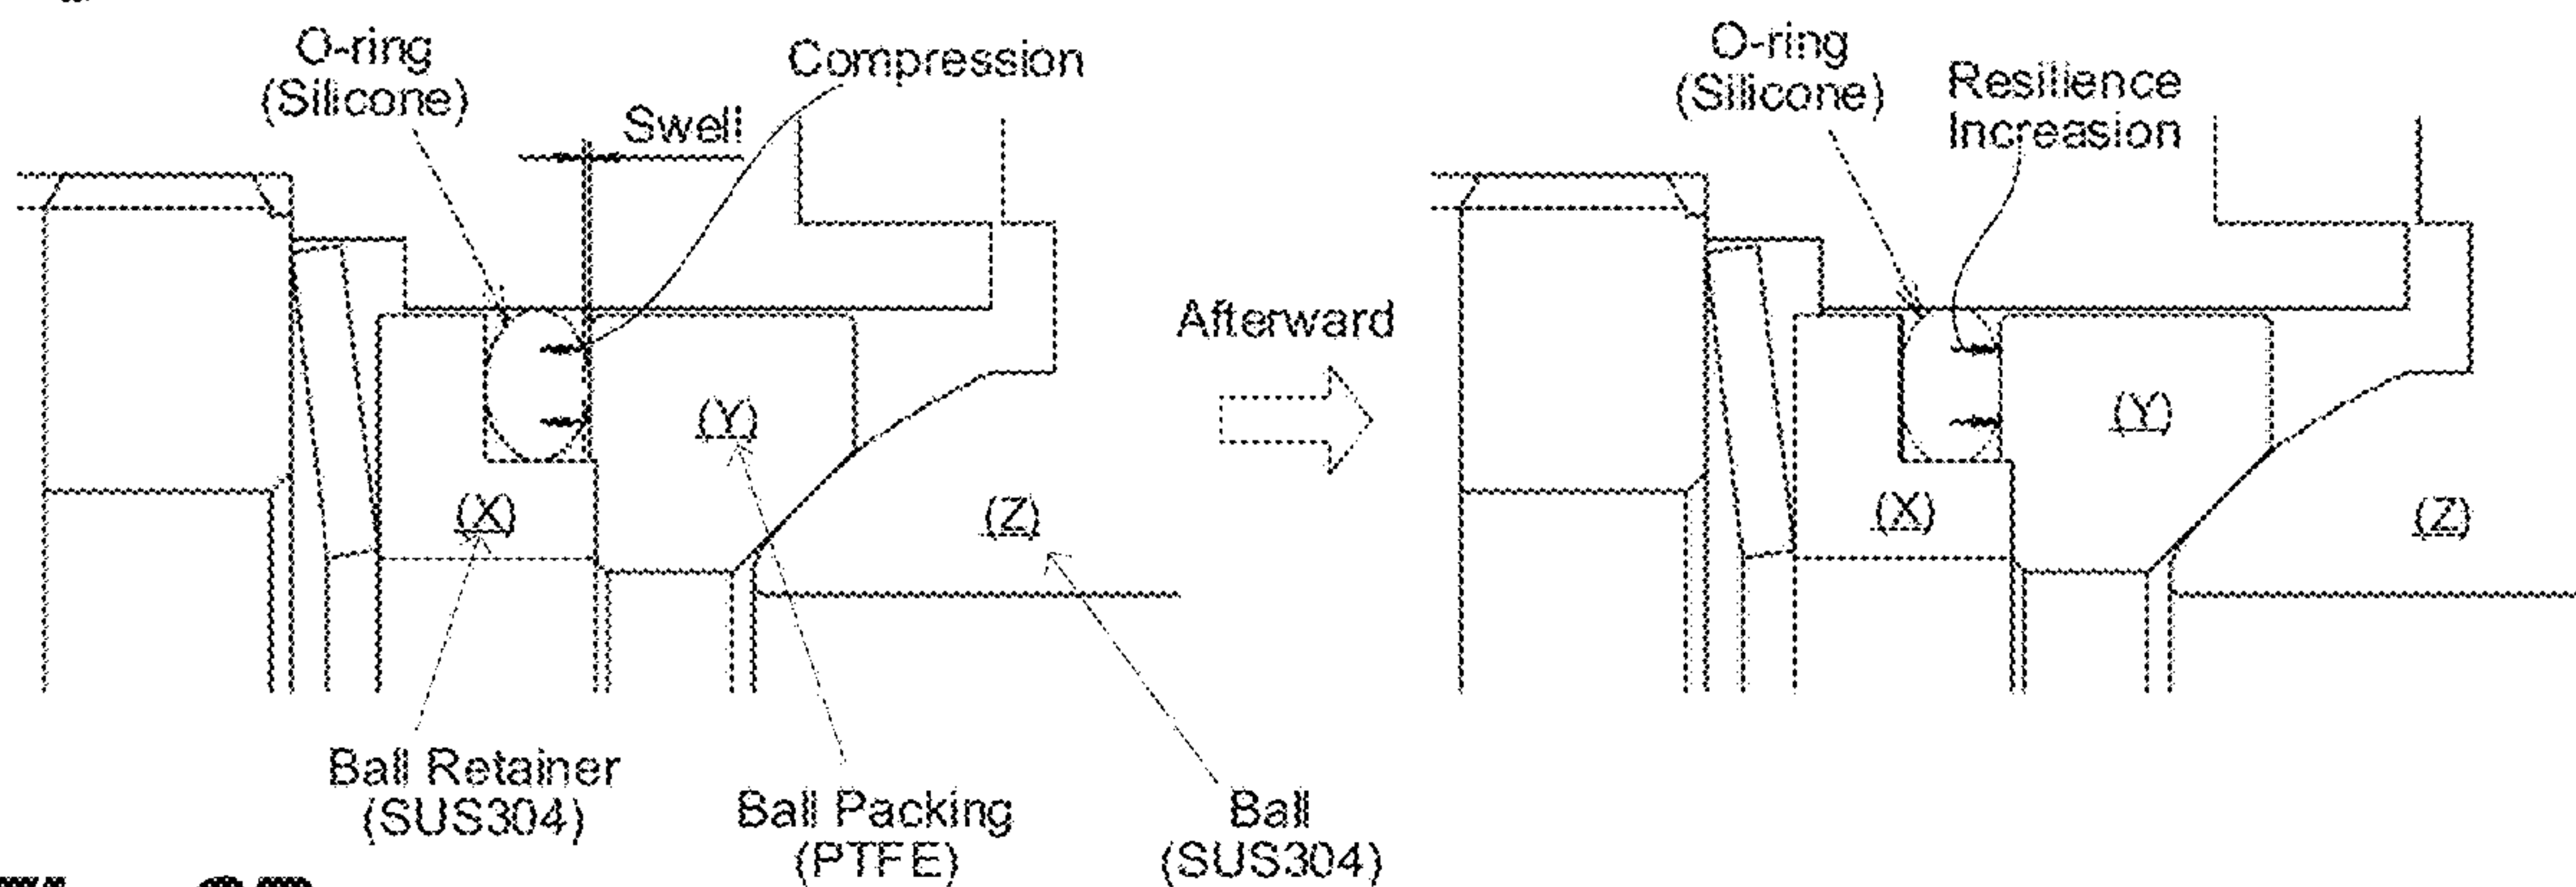 O-ring
(Silicone)
Compression
Swell
(X)
(Y)
(Z)
Ball Retainer
(SUS304)
Ball Packing
(PTFE)
Ball
(SUS304)
Afterward
O-ring
(Silicone)
Resilience
Increasion
(X)
(Y)
(Z)